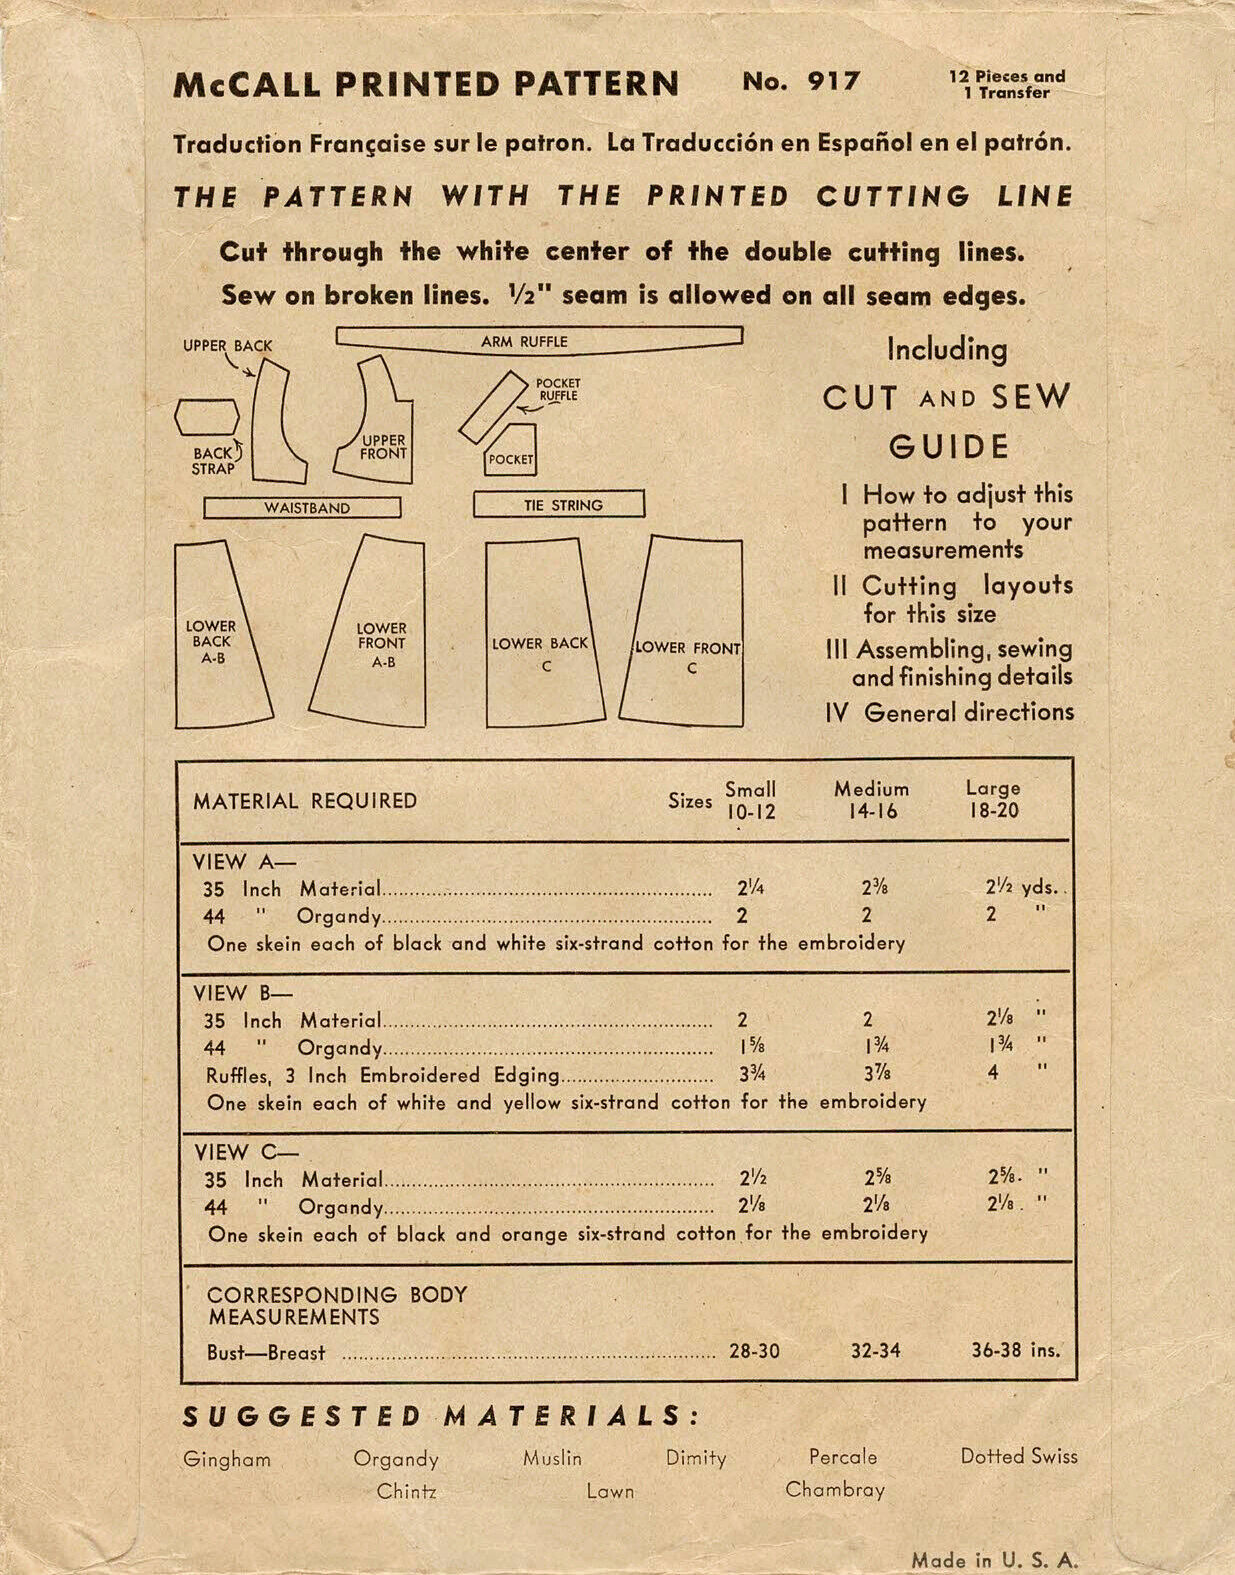 McCALL PRINTED PATTERN No. 917 12 Pieces and
1 Transfer
Traduction Française sur le patron. La Traducción en Español en el patrón.
THE PATTERN WITH THE PRINTED CUTTING LINE
Cut through the white center of the double cutting lines.
Sew on broken lines. ½" seam is allowed on all seam edges.
UPPER BACK
ARM RUFFLE
POCKET
RUFFLE
UPPER
FRONT
BACK
STRAP
POCKET
WAISTBAND
TIE STRING
LOWER
BACK
A-B
LOWER
FRONT
A-B
LOWER BACK
C
LOWER FRONT
C
Including
CUT AND SEW
GUIDE
I How to adjust this
pattern to your
measurements
II Cutting layouts
for this size
III Assembling, sewing
and finishing details
IV General directions
MATERIAL REQUIRED Sizes Small 10-12 Medium 14-16 Large 18-20
VIEW A—
35 Inch Material 2¼ 2⅜ 2½ yds.
44 " Organdy 2 2 2 "
One skein each of black and white six-strand cotton for the embroidery
VIEW B—
35 Inch Material 2 2 2⅛ "
44 " Organdy 1⅝ 1¾ 1¾ "
Ruffles, 3 Inch Embroidered Edging 3¾ 3⅞ 4 "
One skein each of white and yellow six-strand cotton for the embroidery
VIEW C—
35 Inch Material 2½ 2⅝ 2⅝ "
44 " Organdy 2⅛ 2⅛ 2⅛ "
One skein each of black and orange six-strand cotton for the embroidery
CORRESPONDING BODY
MEASUREMENTS
Bust—Breast 28-30 32-34 36-38 ins.
SUGGESTED MATERIALS:
Gingham Organdy Muslin Dimity Percale Dotted Swiss
Chintz Lawn Chambray
Made in U. S. A.